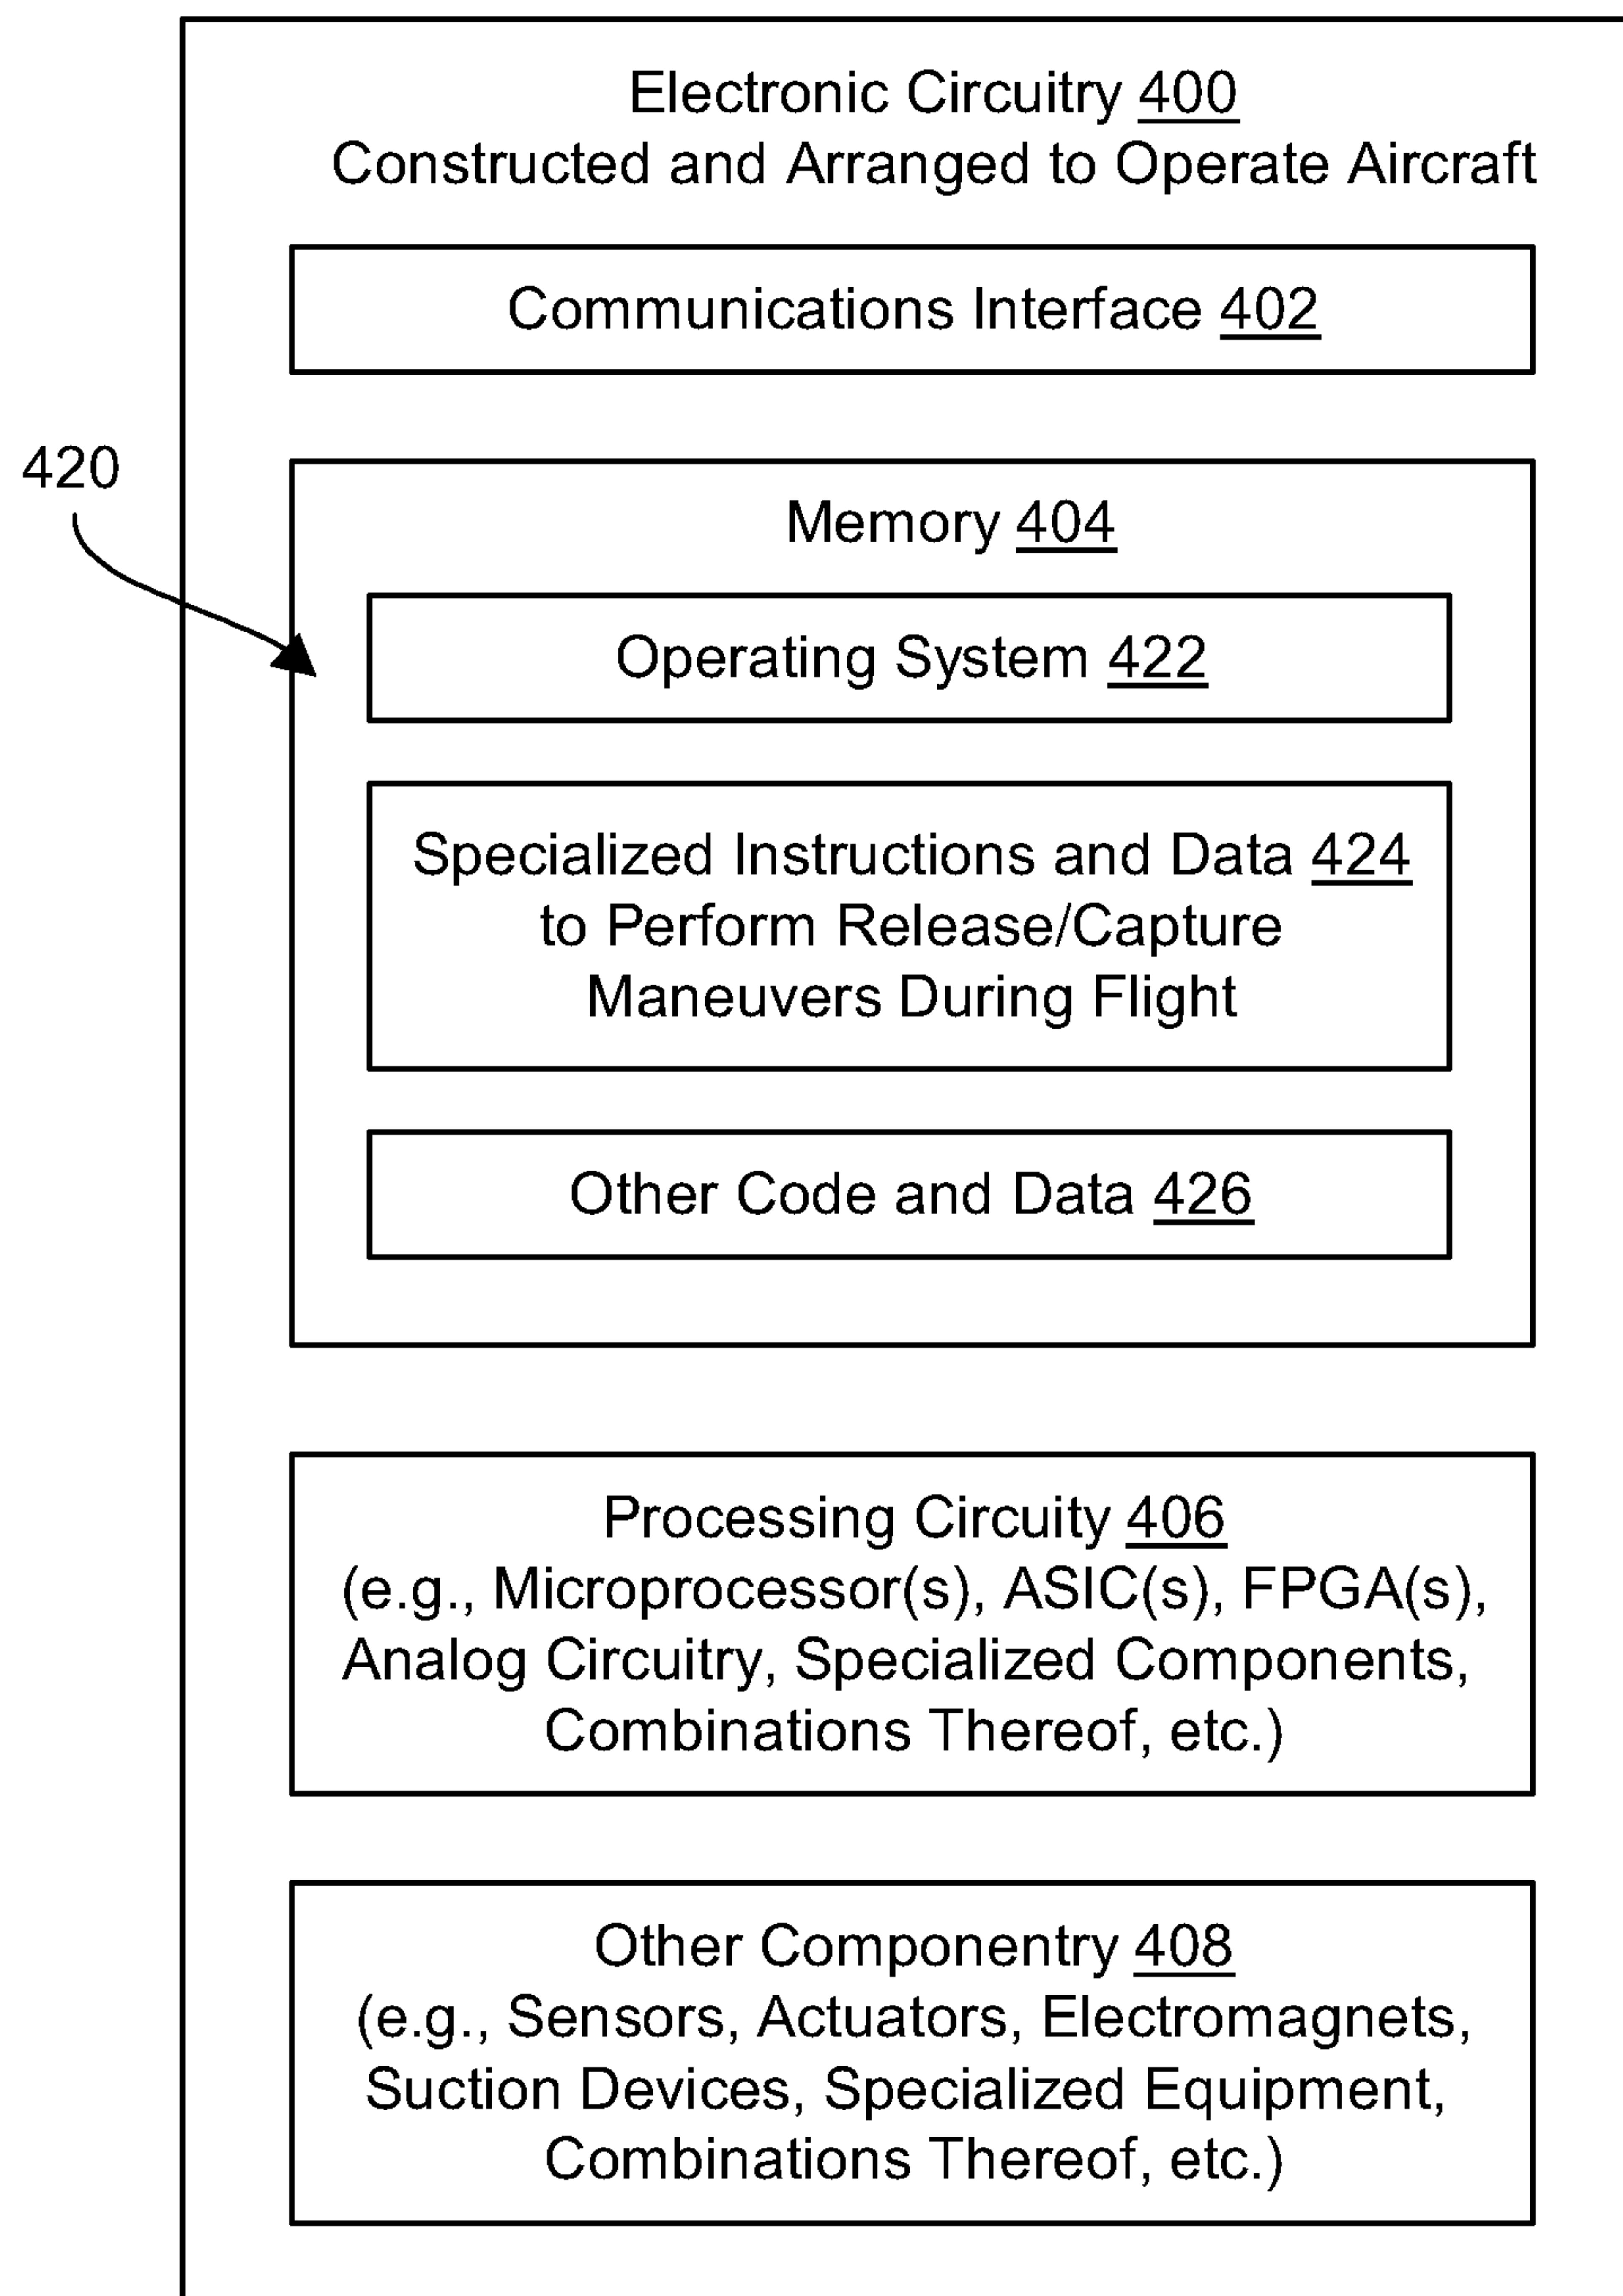 Electronic Circuitry 400
Constructed and Arranged to Operate Aircraft
Communications Interface 402
420
Memory 404
Operating System 422
Specialized Instructions and Data 424
to Perform Release/Capture
Maneuvers During Flight
Other Code and Data 426
Processing Circuity 406
(e.g., Microprocessor(s), ASIC(s), FPGA(s),
Analog Circuitry, Specialized Components,
Combinations Thereof, etc.)
Other Componentry 408
(e.g., Sensors, Actuators, Electromagnets,
Suction Devices, Specialized Equipment,
Combinations Thereof, etc.)